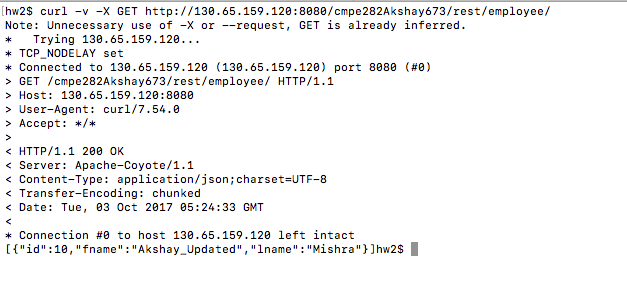 [hw2$ curl -v -X GET http://130.65.159.120:8080/cmpe282Akshay673/rest/employee/
Note: Unnecessary use of -X or --request, GET is already inferred.
*   Trying 130.65.159.120...
* TCP_NODELAY set
* Connected to 130.65.159.120 (130.65.159.120) port 8080 (#0)
> GET /cmpe282Akshay673/rest/employee/ HTTP/1.1
> Host: 130.65.159.120:8080
> User-Agent: curl/7.54.0
> Accept: */*
>
< HTTP/1.1 200 OK
< Server: Apache-Coyote/1.1
< Content-Type: application/json;charset=UTF-8
< Transfer-Encoding: chunked
< Date: Tue, 03 Oct 2017 05:24:33 GMT
<
* Connection #0 to host 130.65.159.120 left intact
[{"id":10,"fname":"Akshay_Updated","lname":"Mishra"}]hw2$